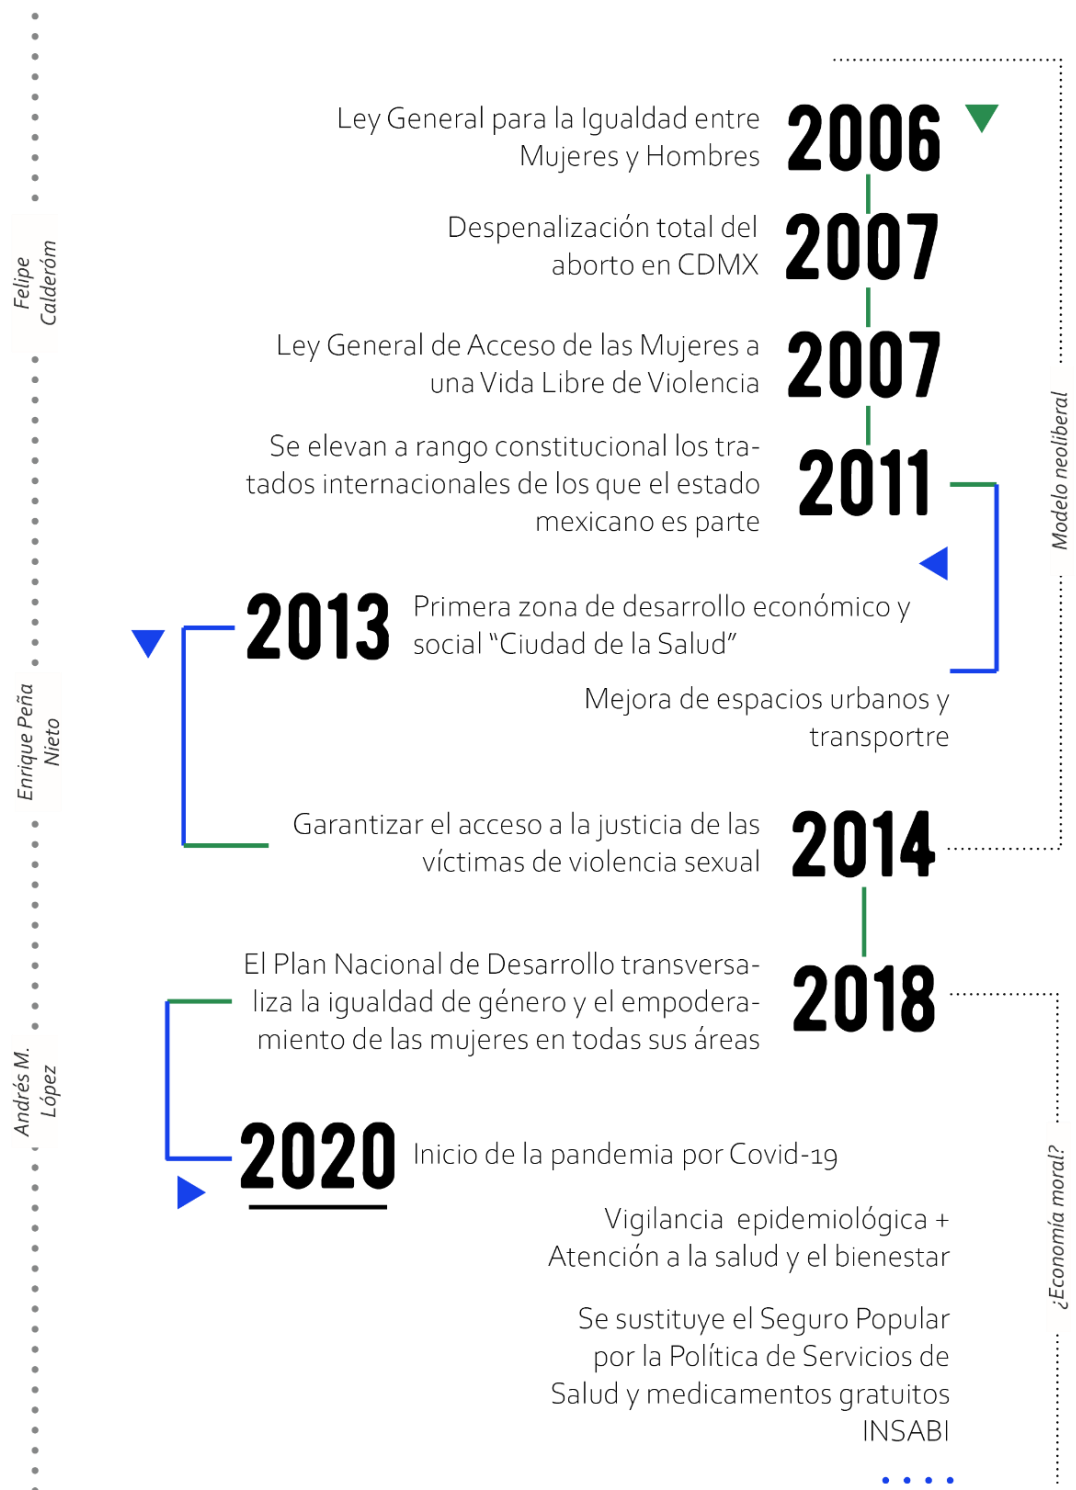 Ley General para la Igualdad entre
Mujeres y Hombres
2006
Despenalización total del
aborto en CDMX
2007
Felipe
Calderóm
Ley General de Acceso de las Mujeres a
una Vida Libre de Violencia
2007
Modelo neoliberal
Se elevan a rango constitucional los tra-
tados internacionales de los que el estado
mexicano es parte
2011
2013
Primera zona de desarrollo económico y
social “Ciudad de la Salud”
Mejora de espacios urbanos y
transportre
Enrique Peña
Nieto
Garantizar el acceso a la justicia de las
víctimas de violencia sexual
2014
El Plan Nacional de Desarrollo transversa-
liza la igualdad de género y el empodera-
miento de las mujeres en todas sus áreas
2018
Andrés M.
López
2020
Inicio de la pandemia por Covid-19
Vigilancia epidemiológica +
Atención a la salud y el bienestar
¿Economía moral?
Se sustituye el Seguro Popular
por la Política de Servicios de
Salud y medicamentos gratuitos
INSABI